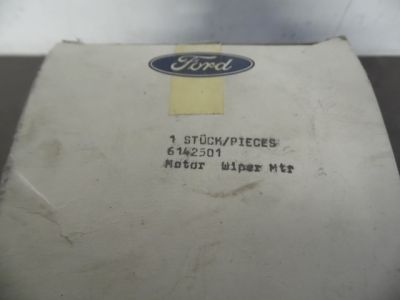 Ford
1 STÜCK/PIECES
6142501
Motor Wiper Mtr